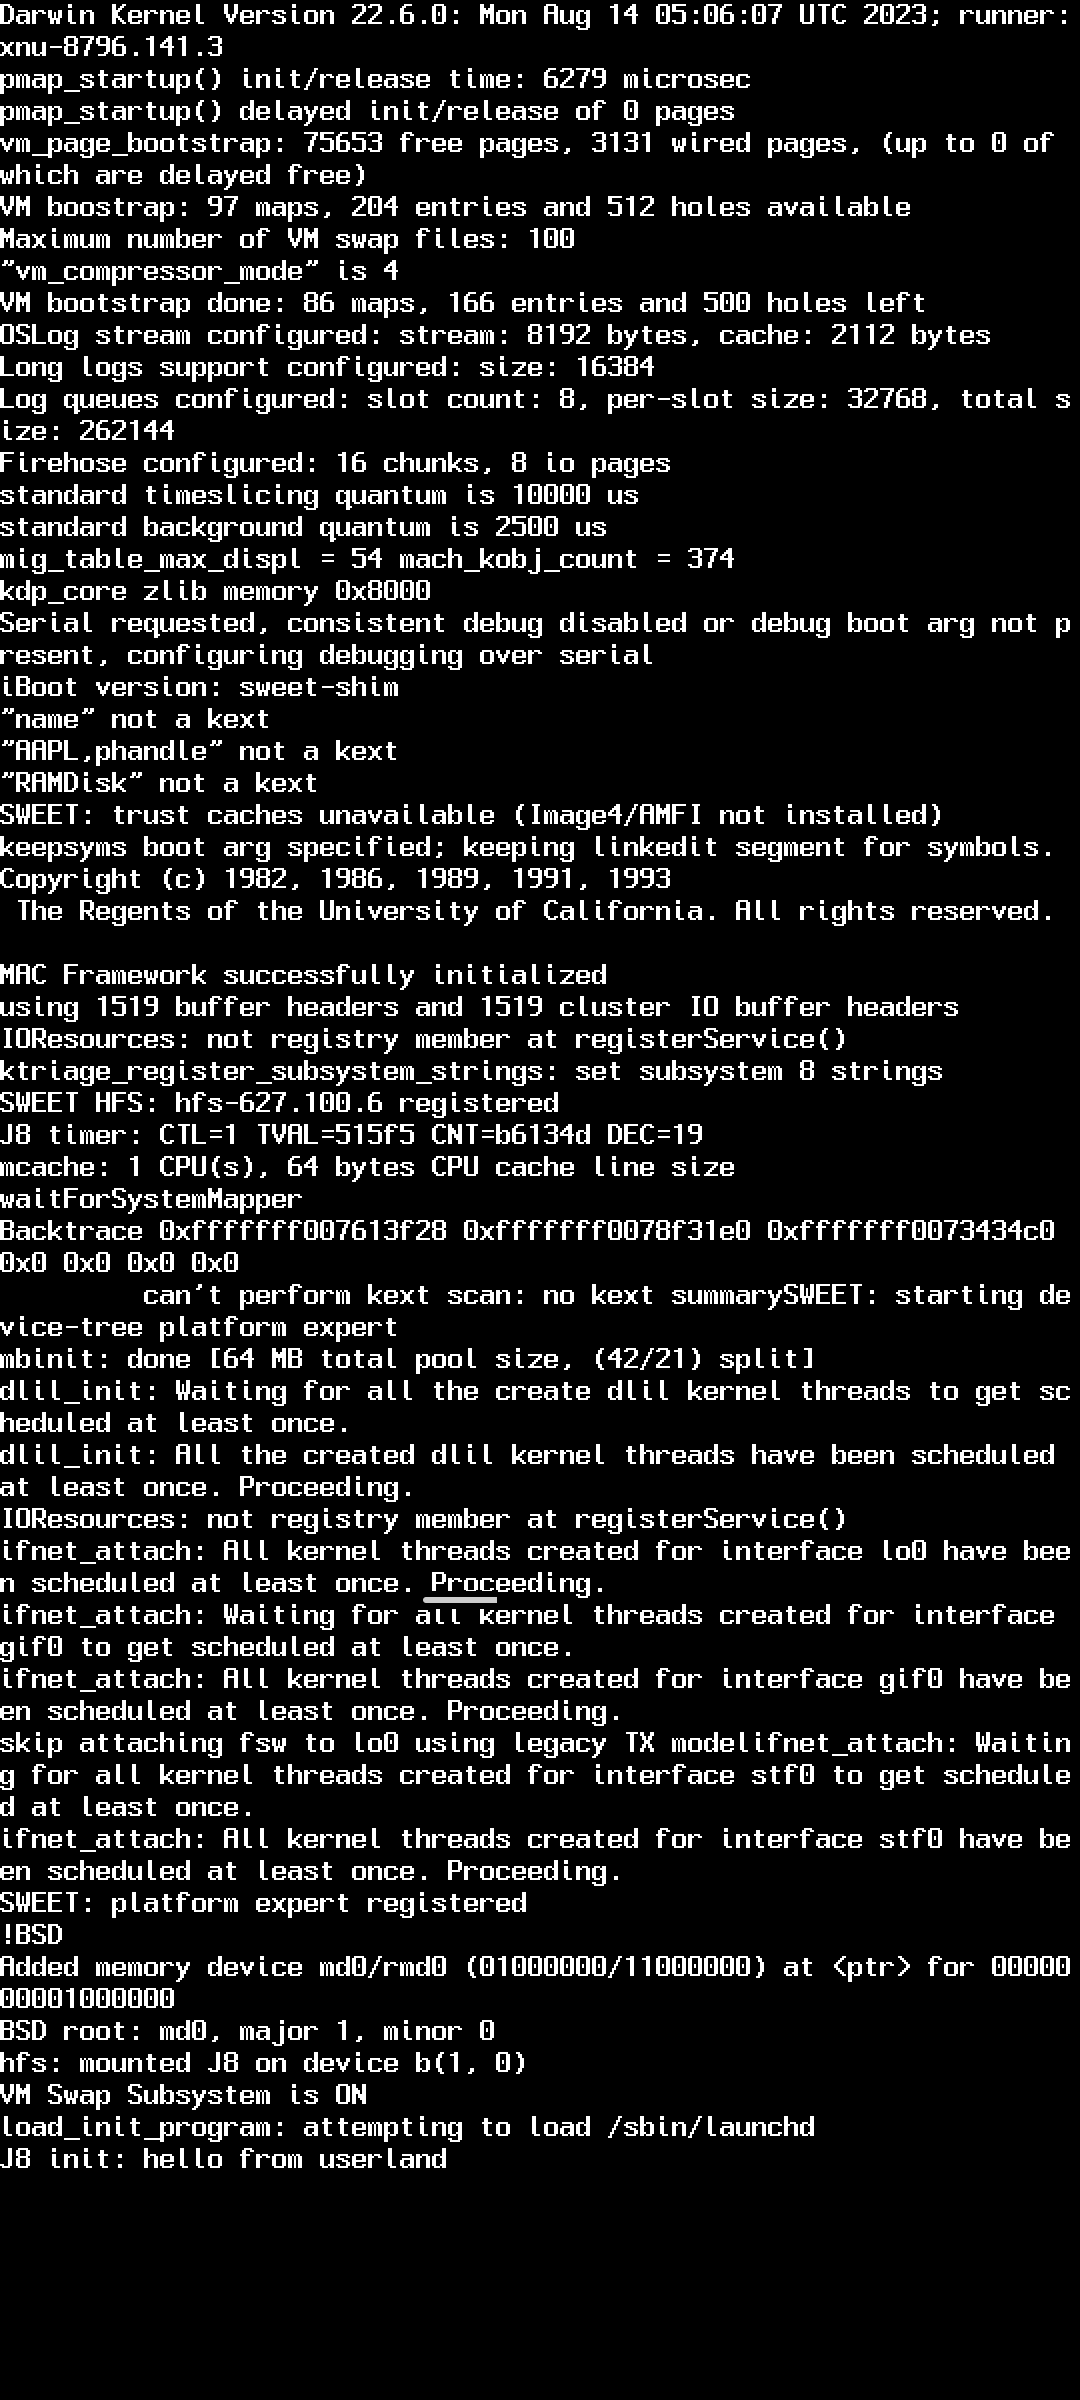 Darwin Kernel Version 22.6.0: Mon Aug 14 05:06:07 UTC 2023; runner:
xnu-8796.141.3
pmap_startup() init/release time: 6279 microsec
pmap_startup() delayed init/release of 0 pages
vm_page_bootstrap: 75653 free pages, 3131 wired pages, (up to 0 of
which are delayed free)
VM boostrap: 97 maps, 204 entries and 512 holes available
Maximum number of VM swap files: 100
"vm_compressor_mode" is 4
VM bootstrap done: 86 maps, 166 entries and 500 holes left
OSLog stream configured: stream: 8192 bytes, cache: 2112 bytes
Long logs support configured: size: 16384
Log queues configured: slot count: 8, per-slot size: 32768, total s
ize: 262144
Firehose configured: 16 chunks, 8 io pages
standard timeslicing quantum is 10000 us
standard background quantum is 2500 us
mig_table_max_displ = 54 mach_kobj_count = 374
kdp_core zlib memory 0x8000
Serial requested, consistent debug disabled or debug boot arg not p
resent, configuring debugging over serial
iBoot version: sweet-shim
"name" not a kext
"AAPL,phandle" not a kext
"RAMDisk" not a kext
SWEET: trust caches unavailable (Image4/AMFI not installed)
keepsyms boot arg specified; keeping linkedit segment for symbols.
Copyright (c) 1982, 1986, 1989, 1991, 1993
 The Regents of the University of California. All rights reserved.

MAC Framework successfully initialized
using 1519 buffer headers and 1519 cluster IO buffer headers
IOResources: not registry member at registerService()
ktriage_register_subsystem_strings: set subsystem 8 strings
SWEET HFS: hfs-627.100.6 registered
J8 timer: CTL=1 TVAL=515f5 CNT=b6134d DEC=19
mcache: 1 CPU(s), 64 bytes CPU cache line size
waitForSystemMapper
Backtrace 0xfffffff007613f28 0xfffffff0078f31e0 0xfffffff0073434c0
0x0 0x0 0x0 0x0
         can't perform kext scan: no kext summarySWEET: starting de
vice-tree platform expert
mbinit: done [64 MB total pool size, (42/21) split]
dlil_init: Waiting for all the create dlil kernel threads to get sc
heduled at least once.
dlil_init: All the created dlil kernel threads have been scheduled
at least once. Proceeding.
IOResources: not registry member at registerService()
ifnet_attach: All kernel threads created for interface lo0 have bee
n scheduled at least once. Proceeding.
ifnet_attach: Waiting for all kernel threads created for interface
gif0 to get scheduled at least once.
ifnet_attach: All kernel threads created for interface gif0 have be
en scheduled at least once. Proceeding.
skip attaching fsw to lo0 using legacy TX modelifnet_attach: Waitin
g for all kernel threads created for interface stf0 to get schedule
d at least once.
ifnet_attach: All kernel threads created for interface stf0 have be
en scheduled at least once. Proceeding.
SWEET: platform expert registered
!BSD
Added memory device md0/rmd0 (01000000/11000000) at <ptr> for 00000
00001000000
BSD root: md0, major 1, minor 0
hfs: mounted J8 on device b(1, 0)
VM Swap Subsystem is ON
load_init_program: attempting to load /sbin/launchd
J8 init: hello from userland